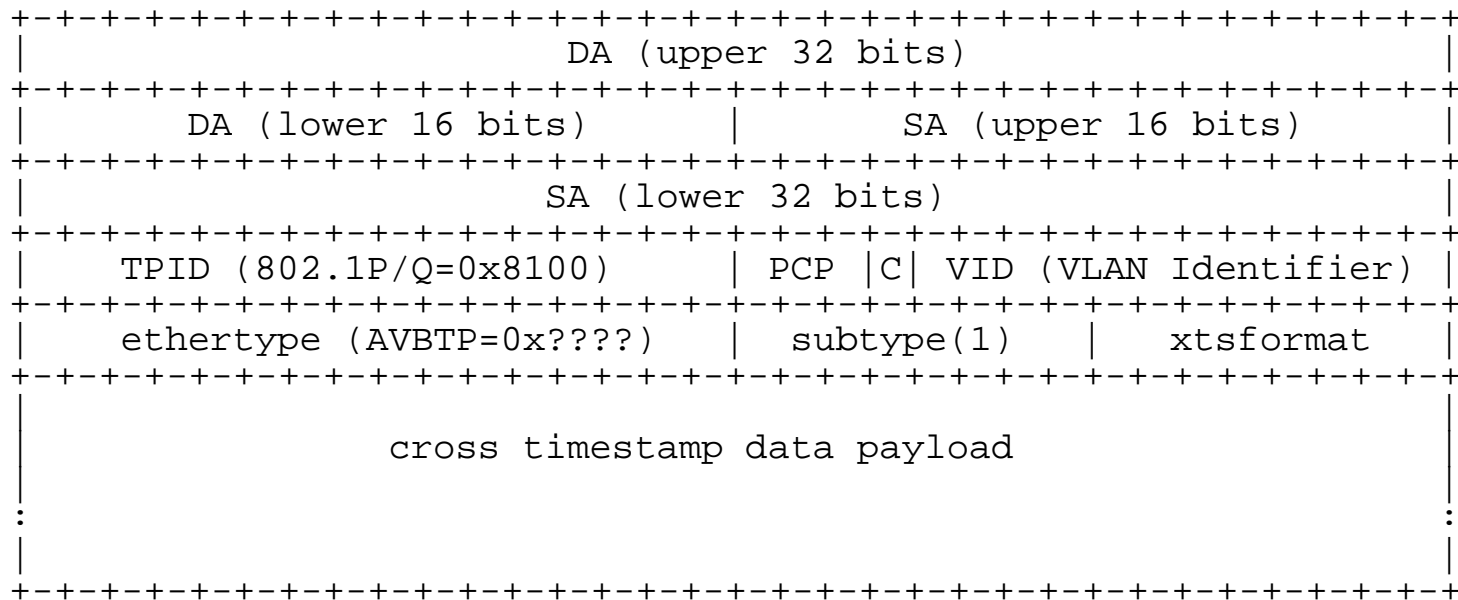 +-+-+-+-+-+-+-+-+-+-+-+-+-+-+-+-+-+-+-+-+-+-+-+-+-+-+-+-+-+-+-+-+
| DA (upper 32 bits) |
+-+-+-+-+-+-+-+-+-+-+-+-+-+-+-+-+-+-+-+-+-+-+-+-+-+-+-+-+-+-+-+-+
| DA (lower 16 bits) | SA (upper 16 bits) |
+-+-+-+-+-+-+-+-+-+-+-+-+-+-+-+-+-+-+-+-+-+-+-+-+-+-+-+-+-+-+-+-+
| SA (lower 32 bits) |
+-+-+-+-+-+-+-+-+-+-+-+-+-+-+-+-+-+-+-+-+-+-+-+-+-+-+-+-+-+-+-+-+
| TPID (802.1P/Q=0x8100) | PCP |C| VID (VLAN Identifier) |
+-+-+-+-+-+-+-+-+-+-+-+-+-+-+-+-+-+-+-+-+-+-+-+-+-+-+-+-+-+-+-+-+
| ethertype (AVBTP=0x????) | subtype(1) | xtsformat |
+-+-+-+-+-+-+-+-+-+-+-+-+-+-+-+-+-+-+-+-+-+-+-+-+-+-+-+-+-+-+-+-+
| |
| cross timestamp data payload |
| |
: :
| |
+-+-+-+-+-+-+-+-+-+-+-+-+-+-+-+-+-+-+-+-+-+-+-+-+-+-+-+-+-+-+-+-+